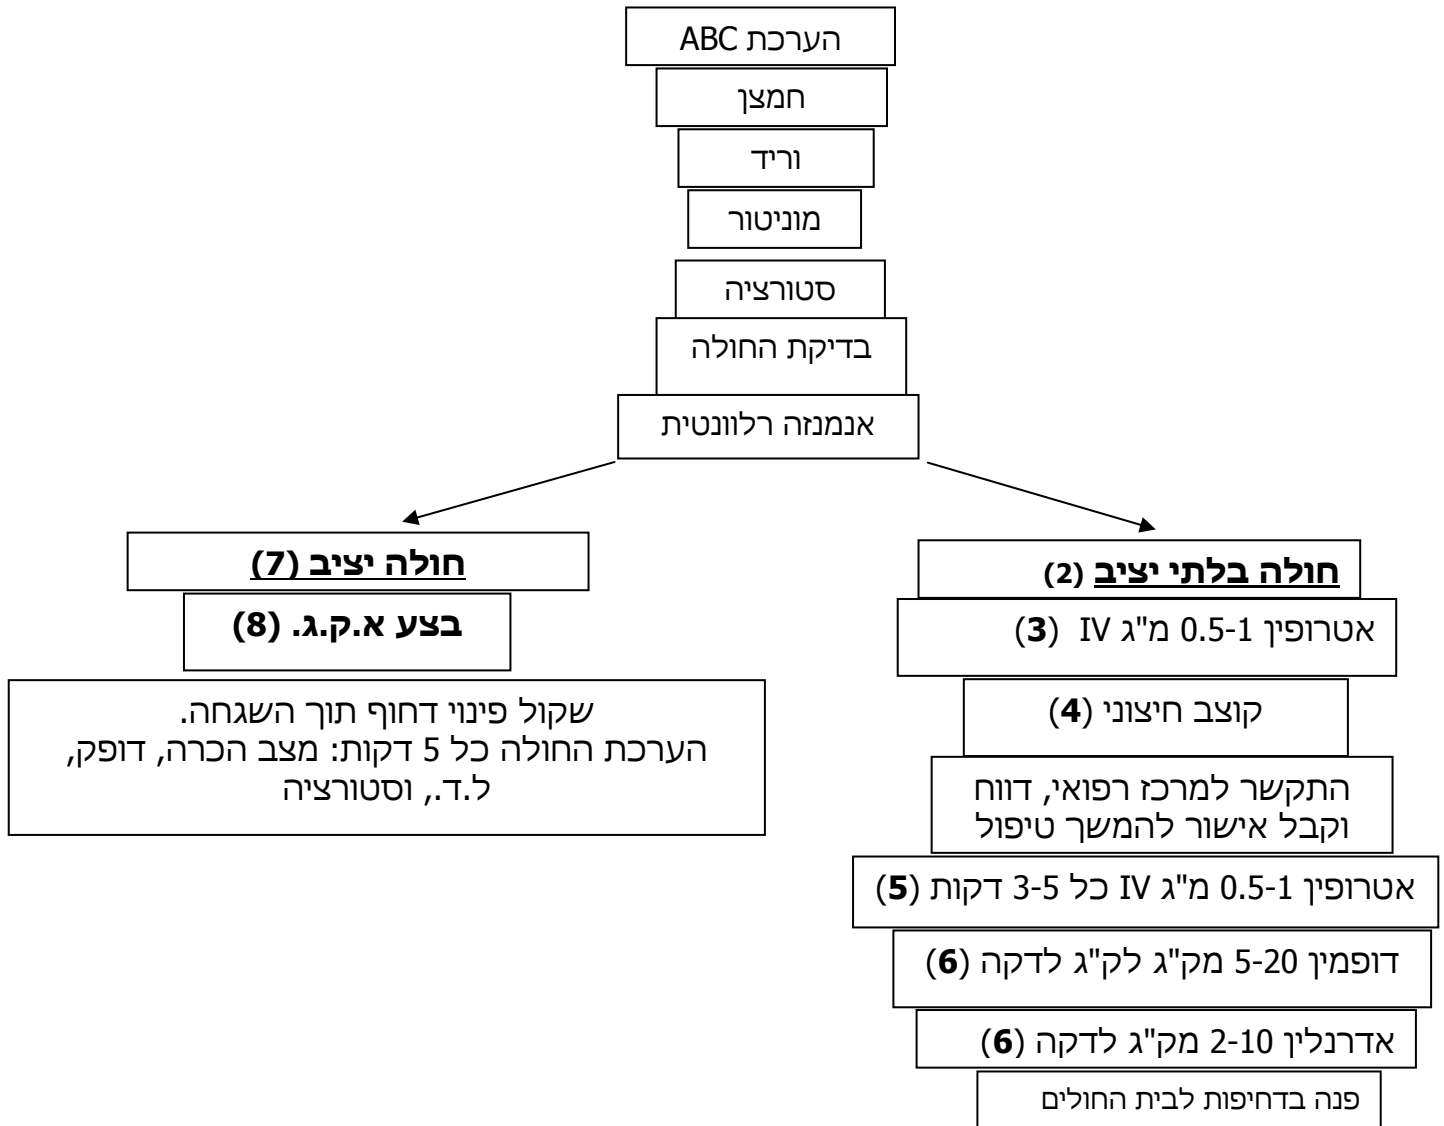 הערכת ABC
חמצן
וריד
מוניטור
סטורציה
בדיקת החולה
אנמנזה רלוונטית
חולה בלתי יציב (2)
אטרופין 0.5-1 מ"ג IV (3)
קוצב חיצוני (4)
התקשר למרכז רפואי, דווח
וקבל אישור להמשך טיפול
אטרופין 0.5-1 מ"ג IV כל 3-5 דקות (5)
דופמין 5-20 מק"ג לק"ג לדקה (6)
אדרנלין 2-10 מק"ג לדקה (6)
פנה בדחיפות לבית החולים
חולה יציב (7)
בצע א.ק.ג. (8)
שקול פינוי דחוף תוך השגחה.
הערכת החולה כל 5 דקות: מצב הכרה, דופק,
ל.ד., וסטורציה